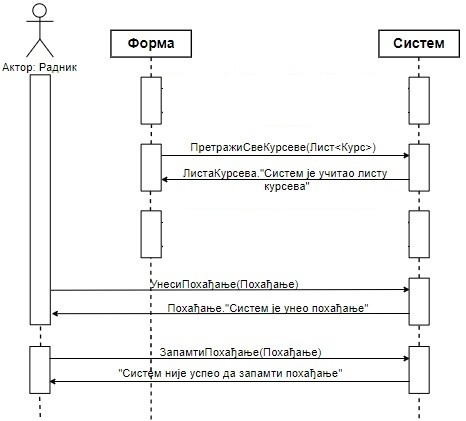 Форма
Систем
Актор: Радник
ПретражиСвеКурсеве(Лист<Курс>)
ЛистаКурсева."Систем је учитао листу
курсева"
УнесиПохађање(Похађање)
Похађање."Систем је унео похађање"
ЗапамтиПохађање(Похађање)
"Систем није успео да запамти похађање"